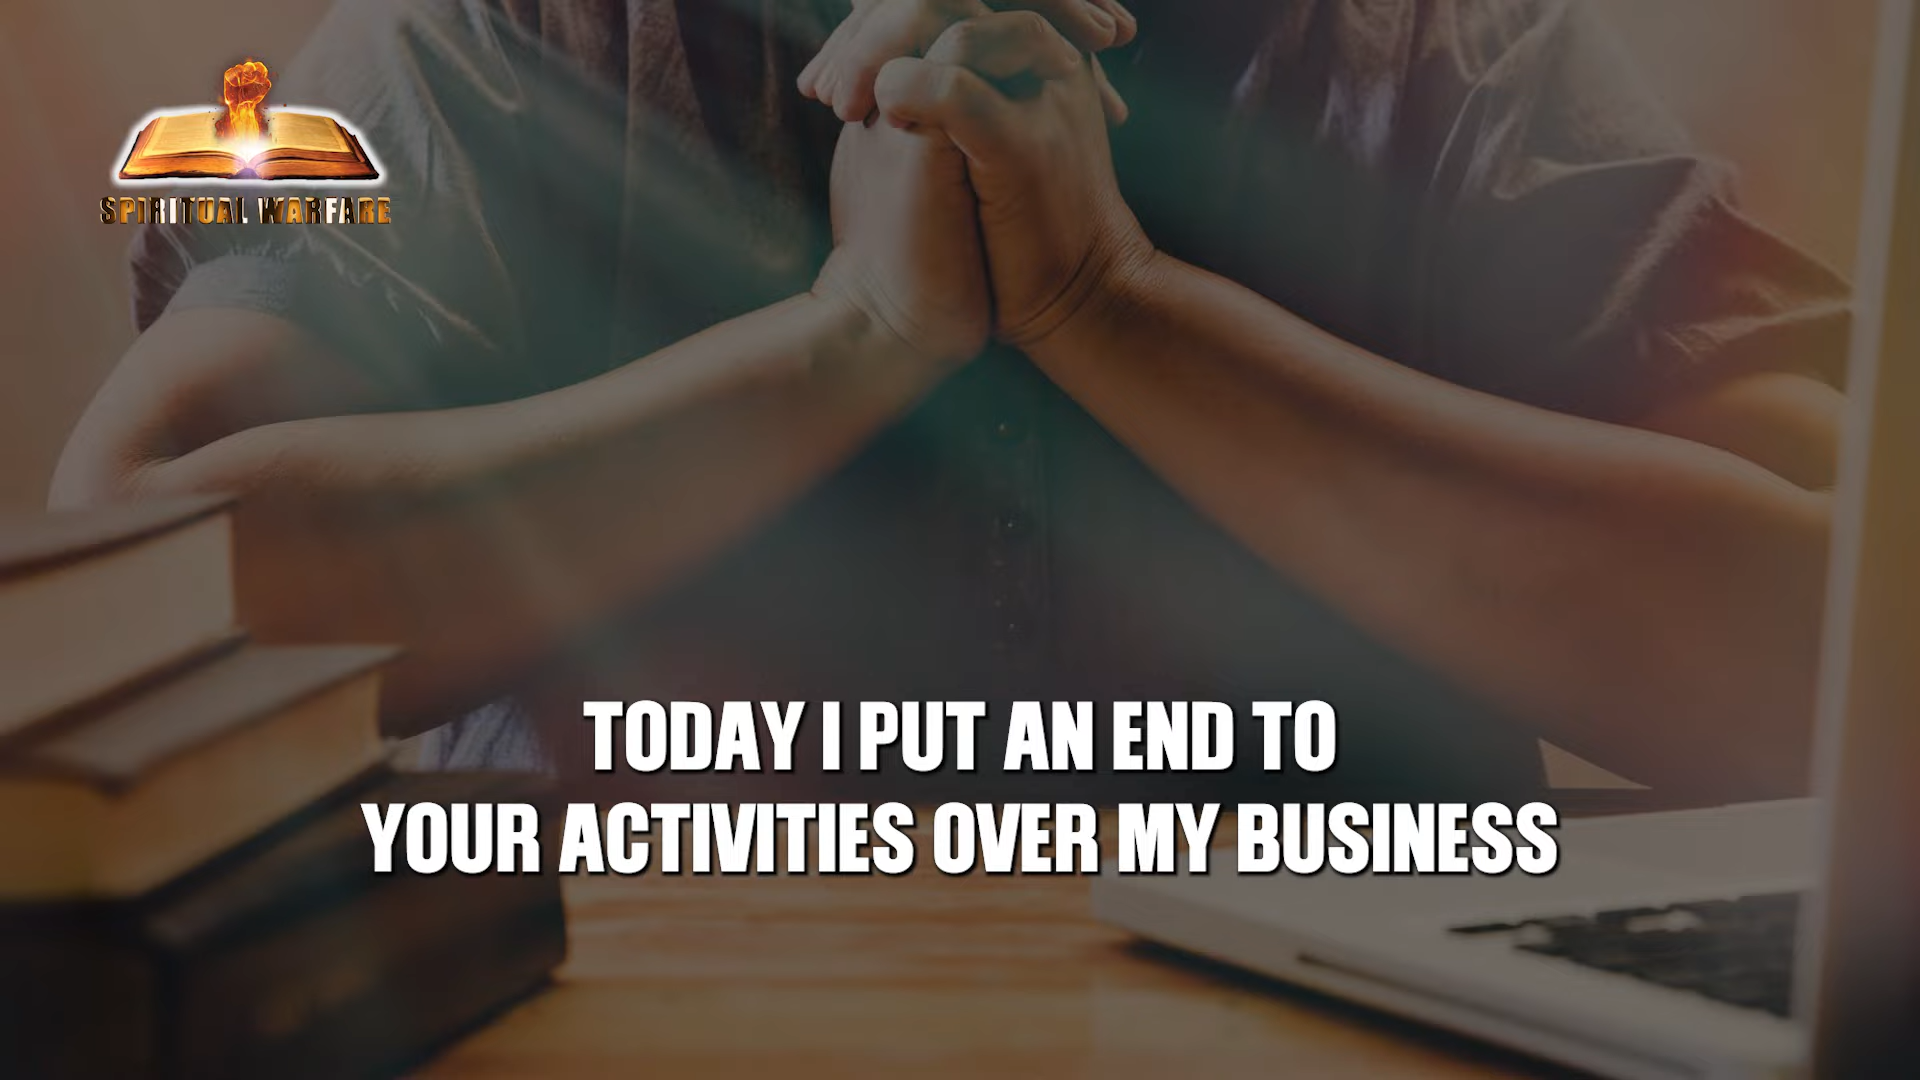 SPIRITUAL WARFARE
TODAY I PUT AN END TO
YOUR ACTIVITIES OVER MY BUSINESS